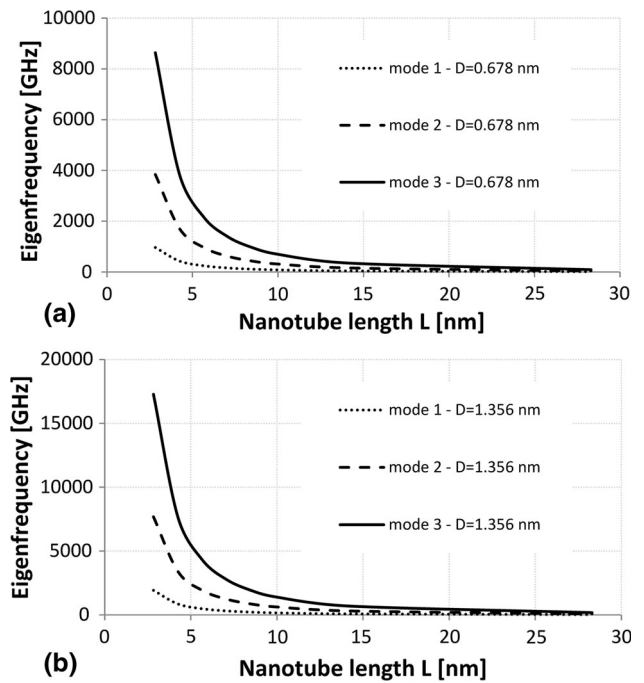 Eigenfrequency [GHz]
10000
8000
6000
4000
2000
0
mode 1 - D=0.678 nm
mode 2 - D=0.678 nm
mode 3 - D=0.678 nm
0 5 10 15 20 25 30
(a) Nanotube length L [nm]
Eigenfrequency [GHz]
20000
15000
10000
5000
0
mode 1 - D=1.356 nm
mode 2 - D=1.356 nm
mode 3 - D=1.356 nm
0 5 10 15 20 25 30
(b) Nanotube length L [nm]